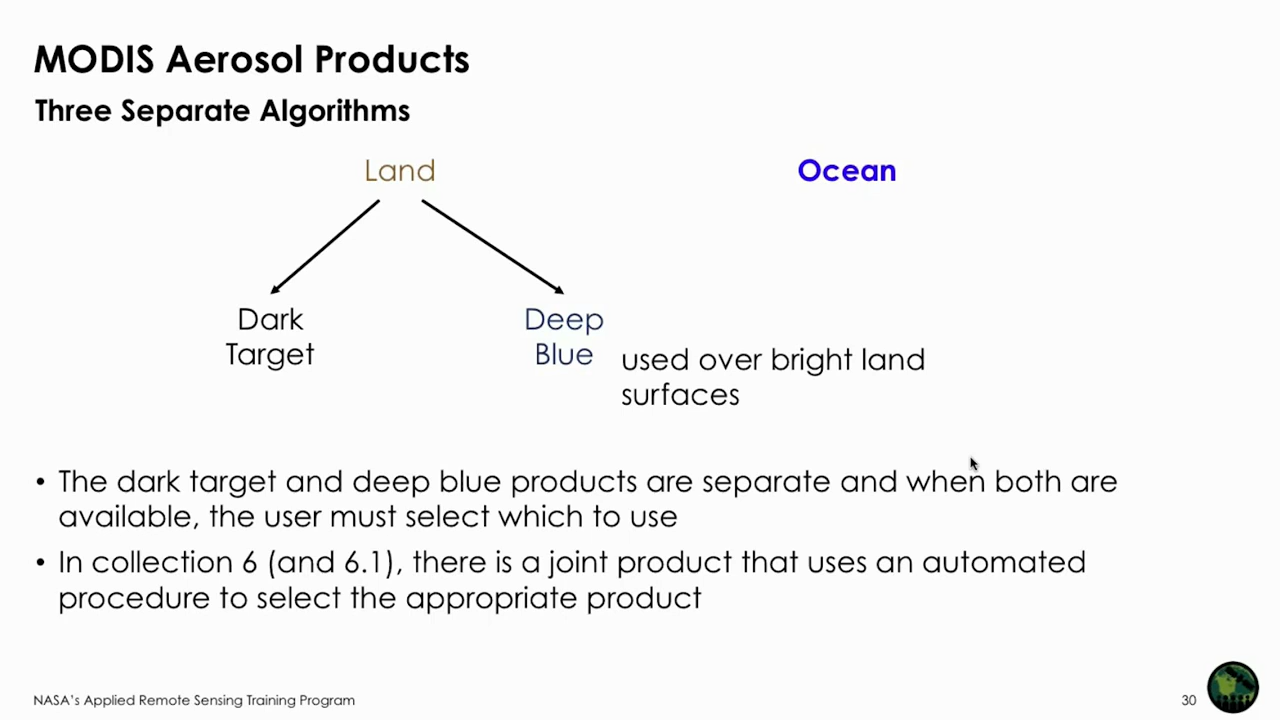 MODIS Aerosol Products
Three Separate Algorithms
Land
Ocean
Dark
Target
Deep
Blue
used over bright land
surfaces
• The dark target and deep blue products are separate and when both are
available, the user must select which to use
• In collection 6 (and 6.1), there is a joint product that uses an automated
procedure to select the appropriate product
NASA's Applied Remote Sensing Training Program
30